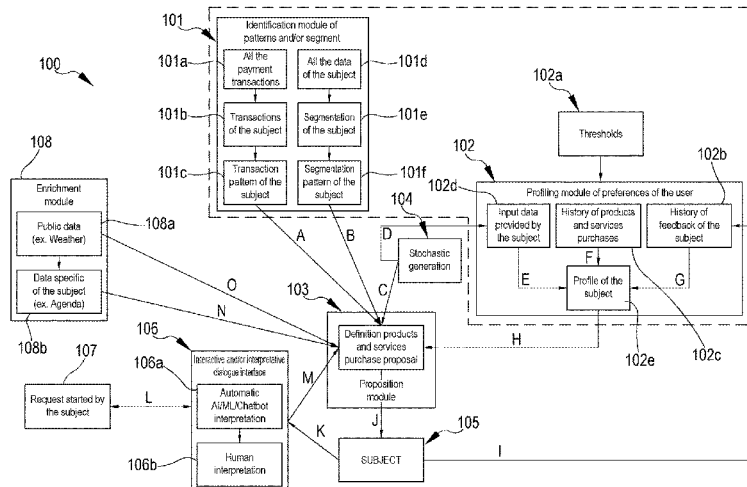 101
Identification module of
patterns and/or segment
101a
All the
payment
transactions
All the data
of the subject
101d
100
101b
Transactions
of the subject
Segmentation
of the subject
101e
102a
Thresholds
101c
Transaction
pattern of the
subject
Segmentation
pattern of the
subject
101f
108
Enrichment
module
102
102b
Profiling module of preferences of the user
102d
Public data
(ex. Weather)
108a
104
Input data
provided by
the subject
History of
products and
services
purchases
History of
feedback of the
subject
A
B
D
Stochastic
generation
F
Data specific
of the subject
(ex. Agenda)
O
C
E
G
Profile of the
subject
N
103
108b
106
Definition products
and services
purchase proposal
H
102e
102c
107
106a
Interactive and/or interpretative
dialogue interface
M
Proposition
module
Request started by
the subject
L
Automatic
AI/ML/Chatbot
interpretation
J
105
K
106b
Human
interpretation
SUBJECT
I